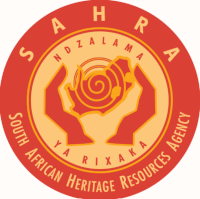 SAHRA
NDZALAMA
YA RIXAKA
SOUTH AFRICAN HERITAGE RESOURCES AGENCY